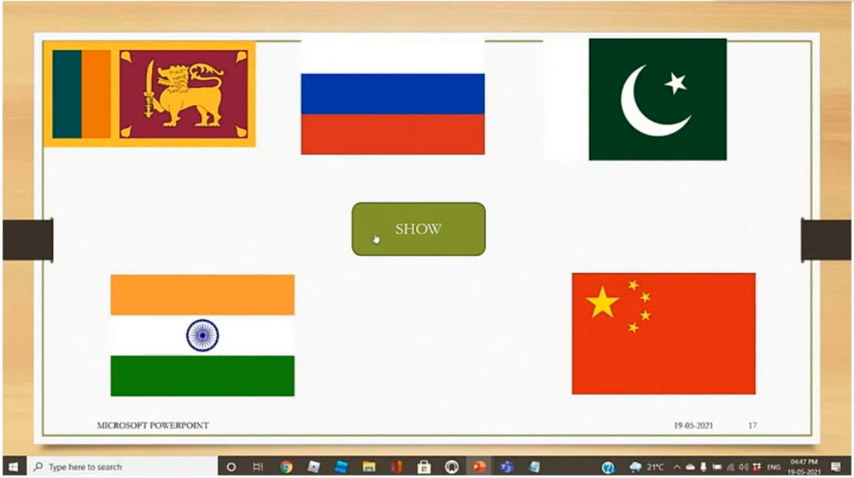 SHOW
MICROSOFT POWERPOINT
19-05-2021
17
Type here to search
21°C
ENG
04:47 PM
19-05-2021